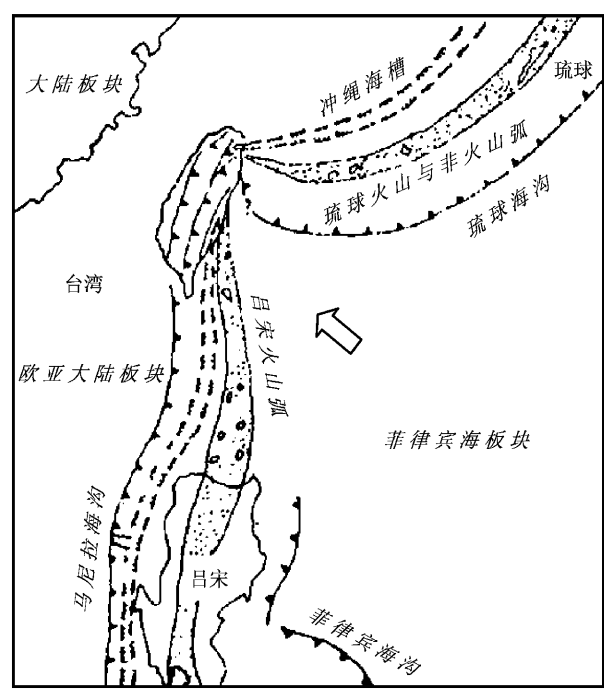 大陆板块
冲绳海槽
琉球
琉球火山与非火山弧
琉球海沟
台湾
吕宋火山弧
欧亚大陆板块
菲律宾海板块
马尼拉海沟
吕宋
菲律宾海沟